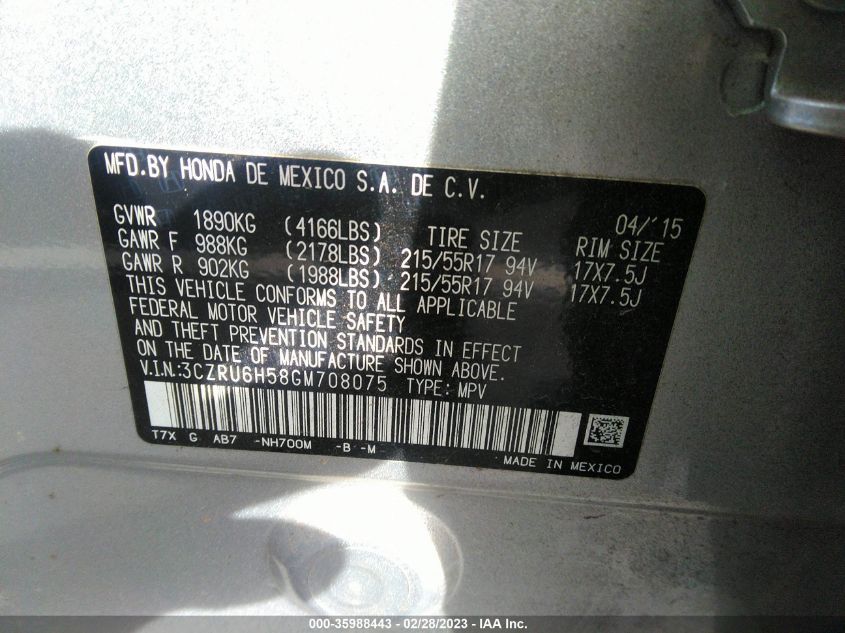 MFD.BY HONDA DE MEXICO S.A. DE C.V.
04/'15
GVWR 1890KG (4166LBS) TIRE SIZE RIM SIZE
GAWR F 988KG (2178LBS) 215/55R17 94V 17X7.5J
GAWR R 902KG (1988LBS) 215/55R17 94V 17X7.5J
THIS VEHICLE CONFORMS TO ALL APPLICABLE
FEDERAL MOTOR VEHICLE SAFETY
AND THEFT PREVENTION STANDARDS IN EFFECT
ON THE DATE OF MANUFACTURE SHOWN ABOVE.
V.I.N.:3CZRU6H58GM708075 TYPE: MPV
T7X G AB7 -NH700M -B -M
MADE IN MEXICO
000-35988443 - 02/28/2023 - IAA Inc.